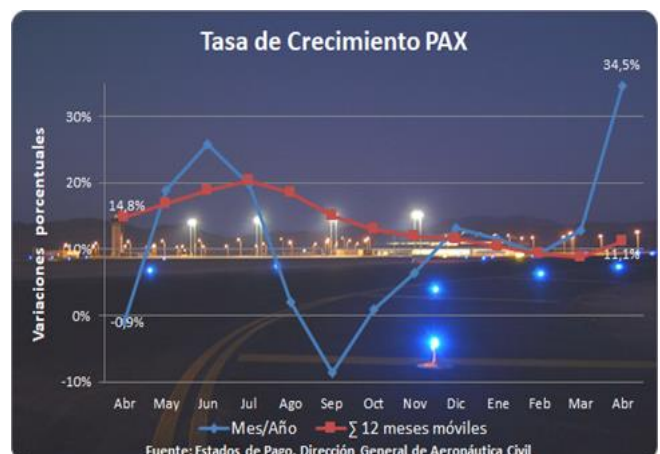 Tasa de Crecimiento PAX
34,5%
30%
20%
14,8%
10%
11,1%
0%
-0,9%
-10%
Variaciones porcentuales
Abr May Jun Jul Ago Sep Oct Nov Dic Ene Feb Mar Abr
Mes/Año ∑ 12 meses móviles
Fuente: Estados de Pago, Dirección General de Aeronáutica Civil